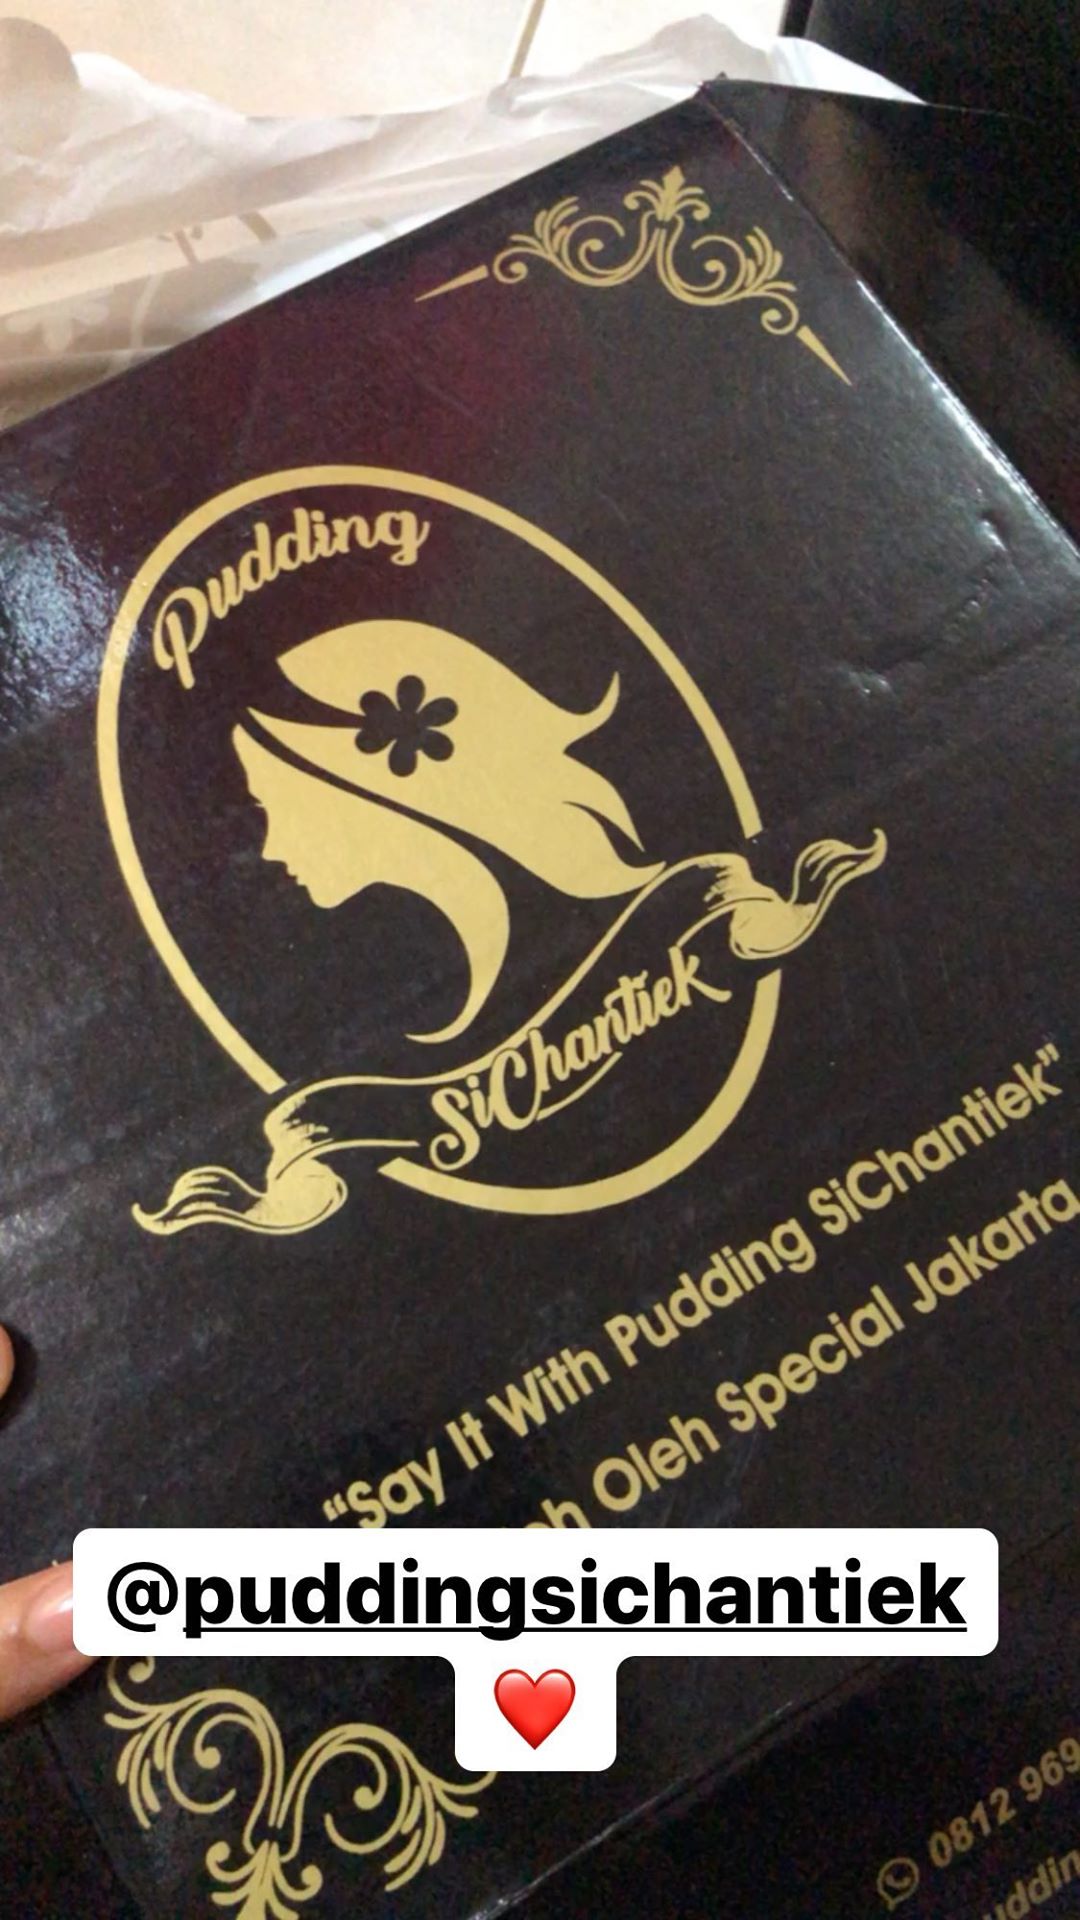 Pudding
SiChantiek
“Say It With Pudding SiChantiek”
Oleh Special Jakarta
@puddingsichantiek
❤️
0812 969